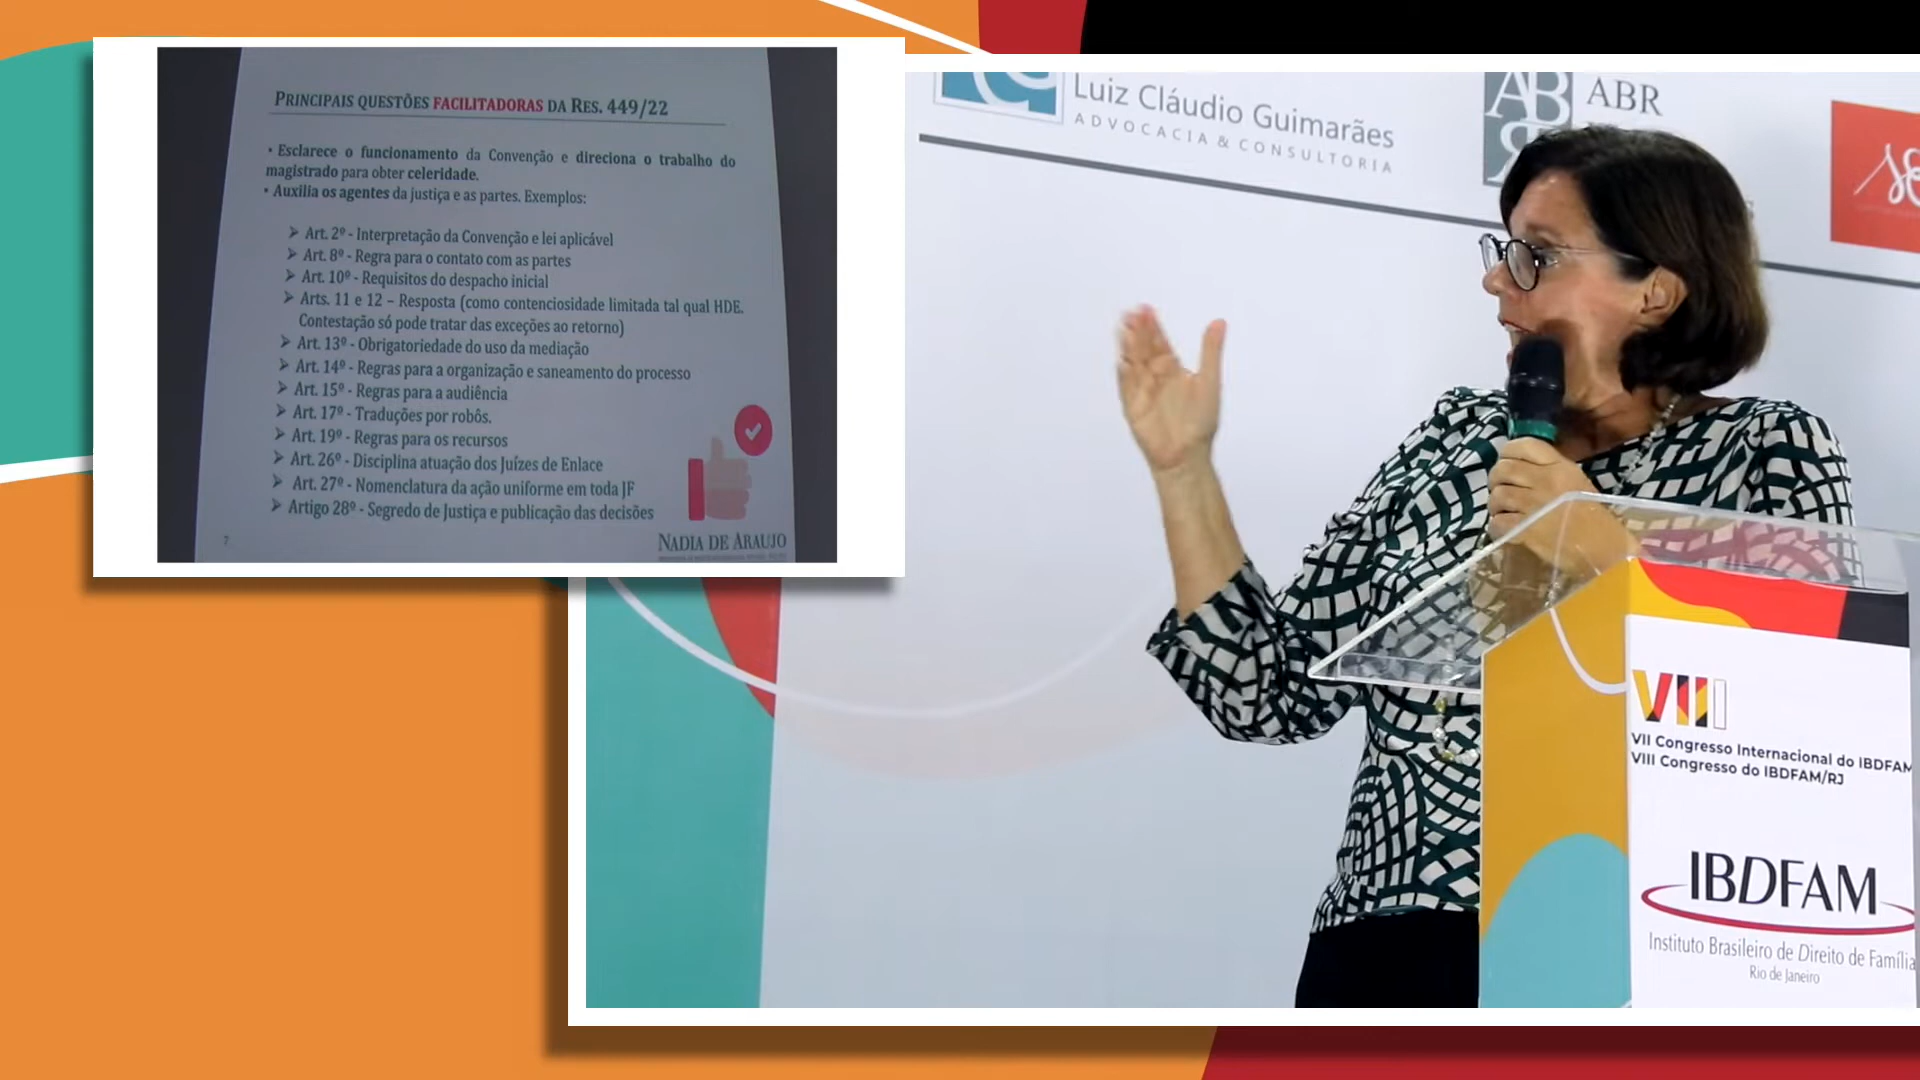 PRINCIPAIS QUESTÕES FACILITADORAS DA RES. 449/22
• Esclarece o funcionamento da Convenção e direciona o trabalho do
magistrado para obter celeridade.
• Auxilia os agentes da justiça e as partes. Exemplos:
➢ Art. 2º - Interpretação da Convenção e lei aplicável
➢ Art. 8º - Regra para o contato com as partes
➢ Art. 10º - Requisitos do despacho inicial
➢ Arts. 11 e 12 – Resposta (como contenciosidade limitada tal qual HDE.
Contestação só pode tratar das exceções ao retorno)
➢ Art. 13º - Obrigatoriedade do uso da mediação
➢ Art. 14º - Regras para a organização e saneamento do processo
➢ Art. 15º - Regras para a audiência
➢ Art. 17º - Traduções por robôs.
➢ Art. 19º - Regras para os recursos
➢ Art. 26º - Disciplina atuação dos Juízes de Enlace
➢ Art. 27º - Nomenclatura da ação uniforme em toda JF
➢ Artigo 28º - Segredo de Justiça e publicação das decisões
7
NADIA DE ARAUJO
Luiz Cláudio Guimarães
ADVOCACIA & CONSULTORIA
AB
ABR
VIII
VII Congresso Internacional do IBDFAM
VIII Congresso do IBDFAM/RJ
IBDFAM
Instituto Brasileiro de Direito de Família
Rio de Janeiro